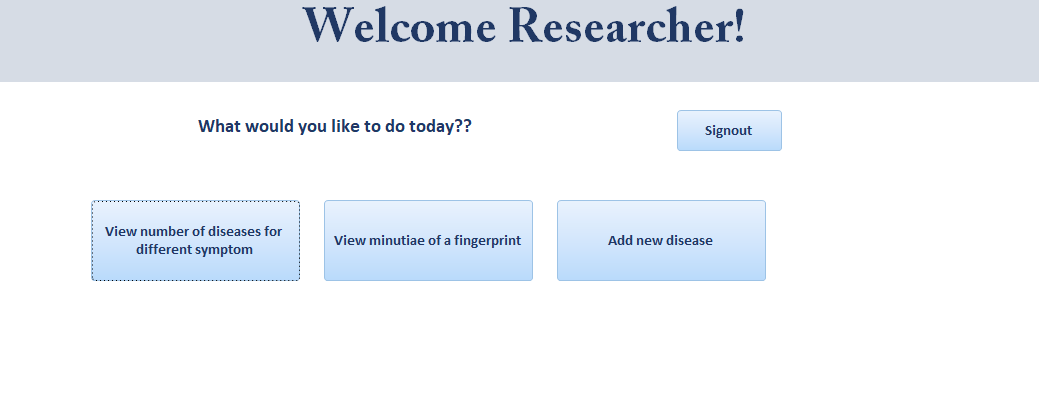 Welcome Researcher!
What would you like to do today??
Signout
View number of diseases for
different symptom
View minutiae of a fingerprint
Add new disease